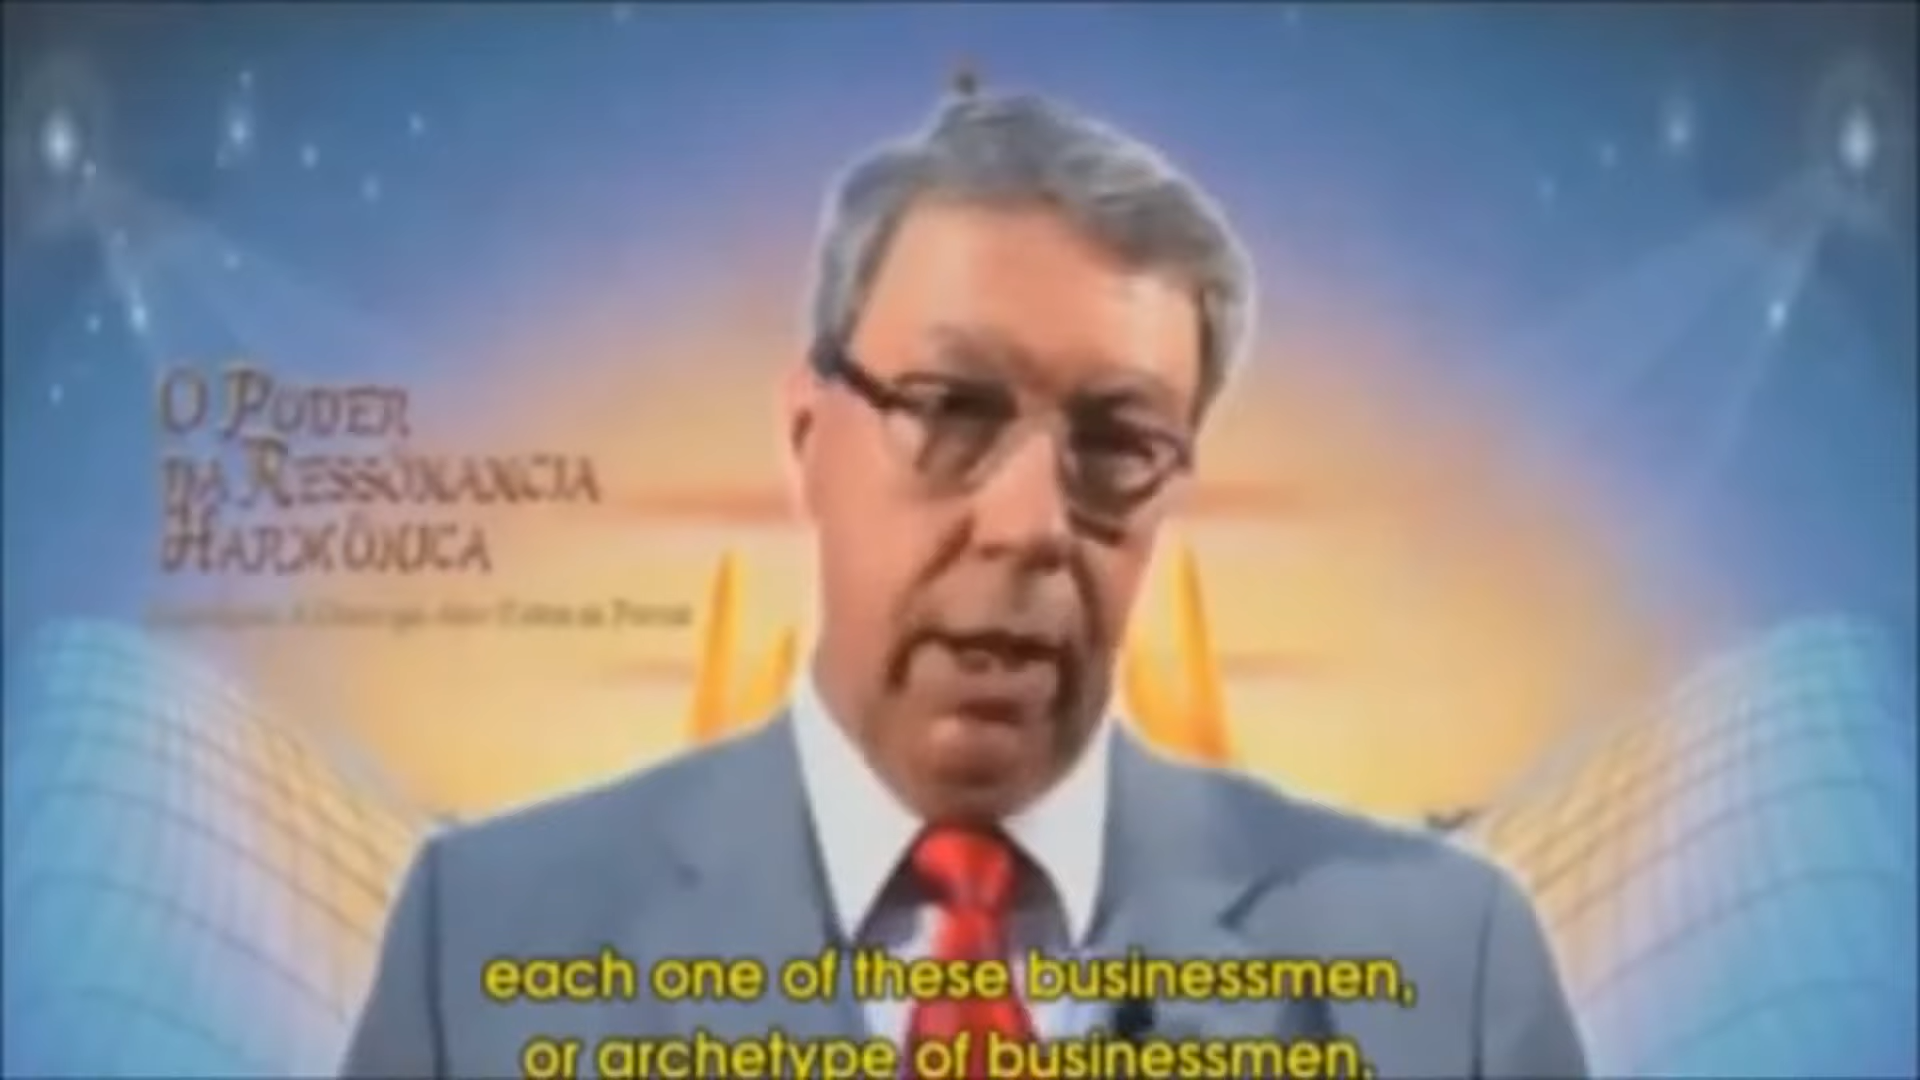 O PODER
DA RESSONANCIA
HARMÔNICA
each one of these businessmen,
or archetype of businessmen,